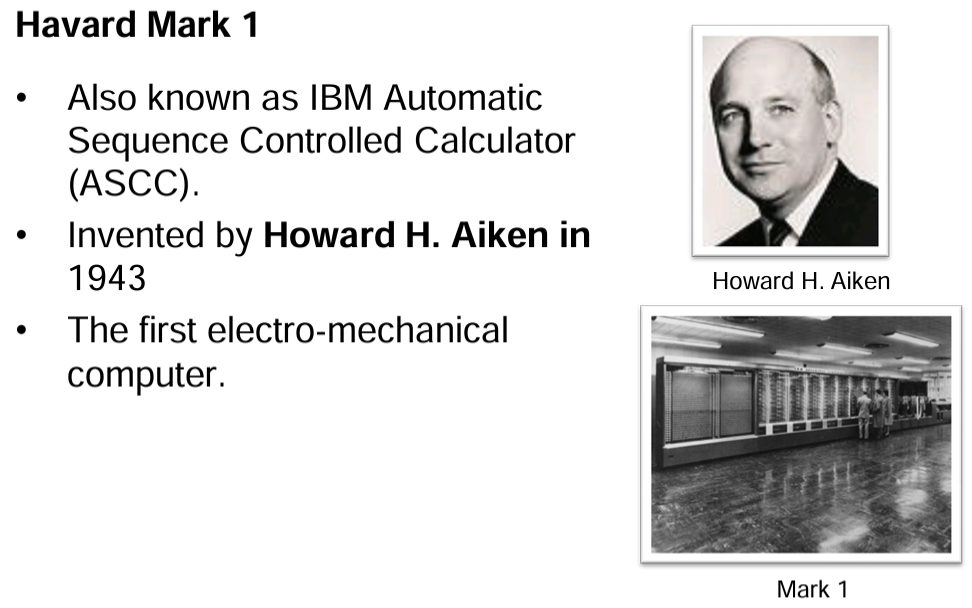 Havard Mark 1
• Also known as IBM Automatic
Sequence Controlled Calculator
(ASCC).
• Invented by Howard H. Aiken in
1943
• The first electro-mechanical
computer.
Howard H. Aiken
Mark 1